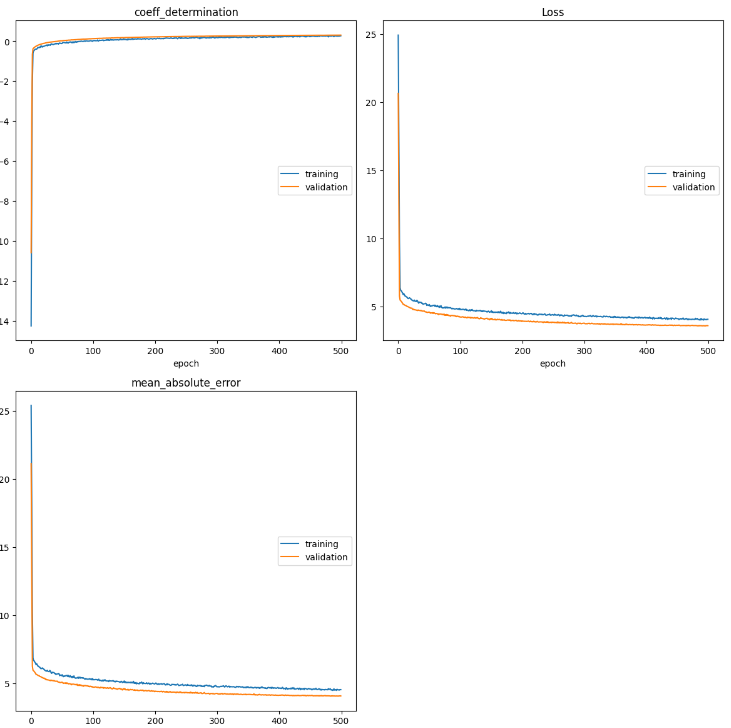 coeff_determination
0
−2
−4
−6
−8
10
12
14
training
validation
0 100 200 300 400 500
epoch
Loss
25
20
15
10
5
training
validation
0 100 200 300 400 500
epoch
mean_absolute_error
25
20
15
10
5
training
validation
0 100 200 300 400 500